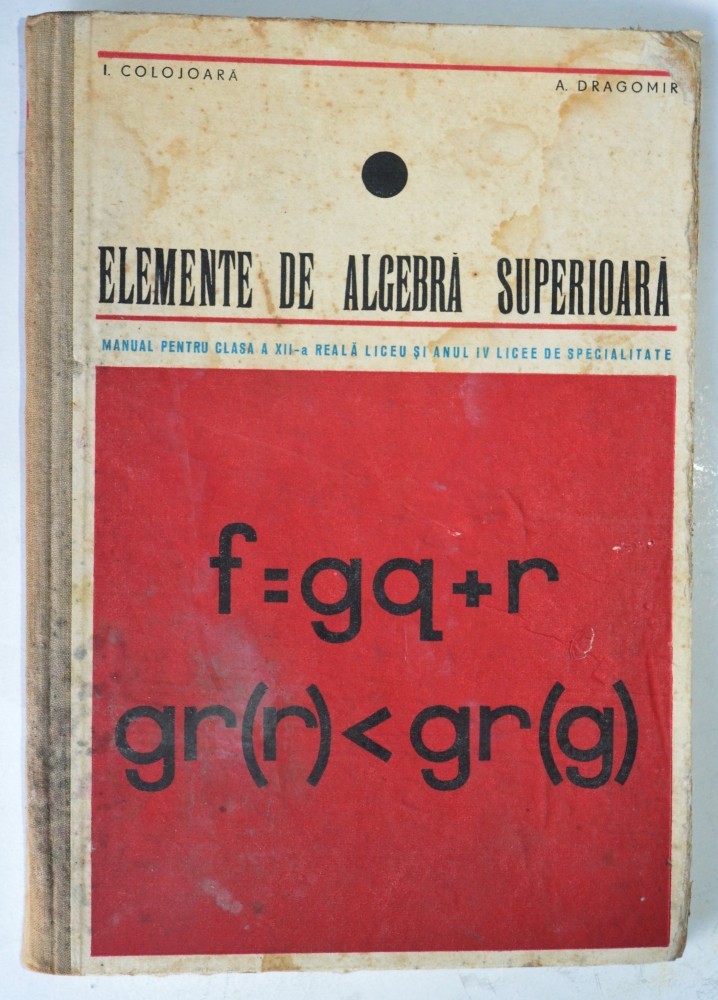 I. COLOJOARĂ
A. DRAGOMIR
ELEMENTE DE ALGEBRĂ SUPERIOARĂ
MANUAL PENTRU CLASA A XII-a REALĂ LICEU ȘI ANUL IV LICEE DE SPECIALITATE
f=gq+r
gr(r)<gr(g)